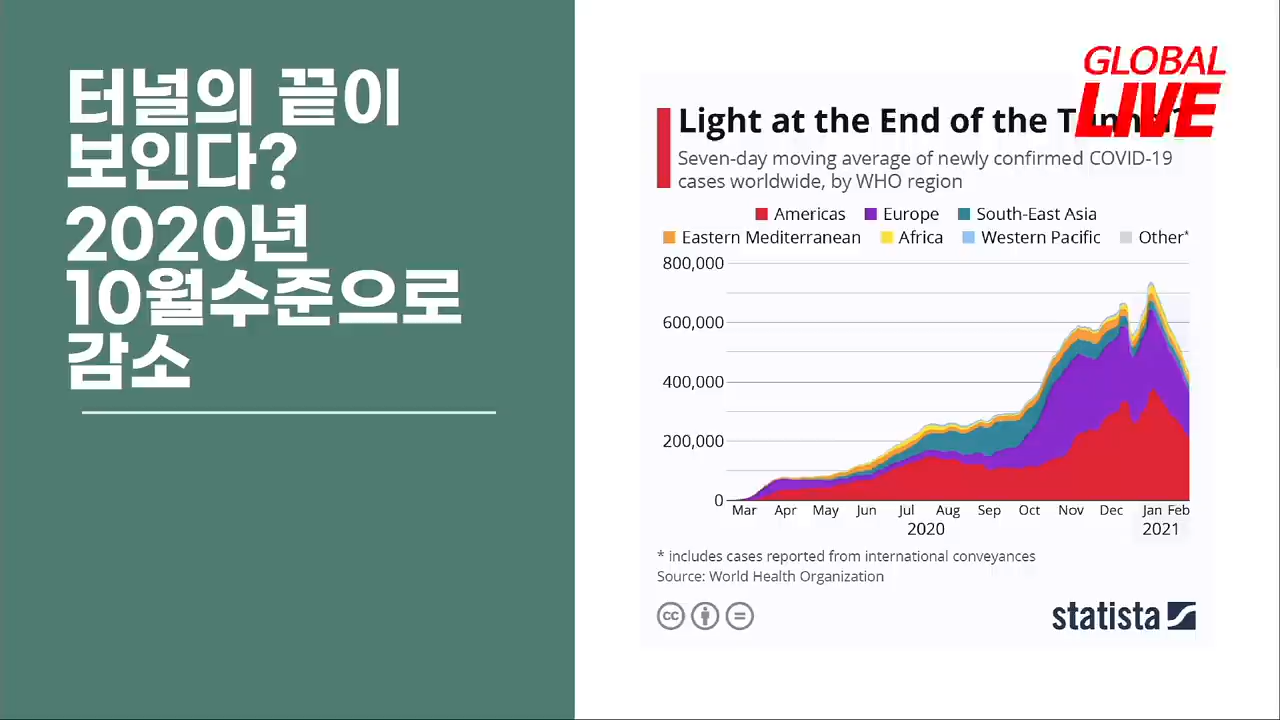 터널의 끝이
보인다?
2020년
10월수준으로
감소
GLOBAL
LIVE
Light at the End of the Tunnel?
Seven-day moving average of newly confirmed COVID-19
cases worldwide, by WHO region
Americas Europe South-East Asia
Eastern Mediterranean Africa Western Pacific Other*
800,000
600,000
400,000
200,000
0
Mar Apr May Jun Jul Aug Sep Oct Nov Dec Jan Feb
2020 2021
* includes cases reported from international conveyances
Source: World Health Organization
cc
statista